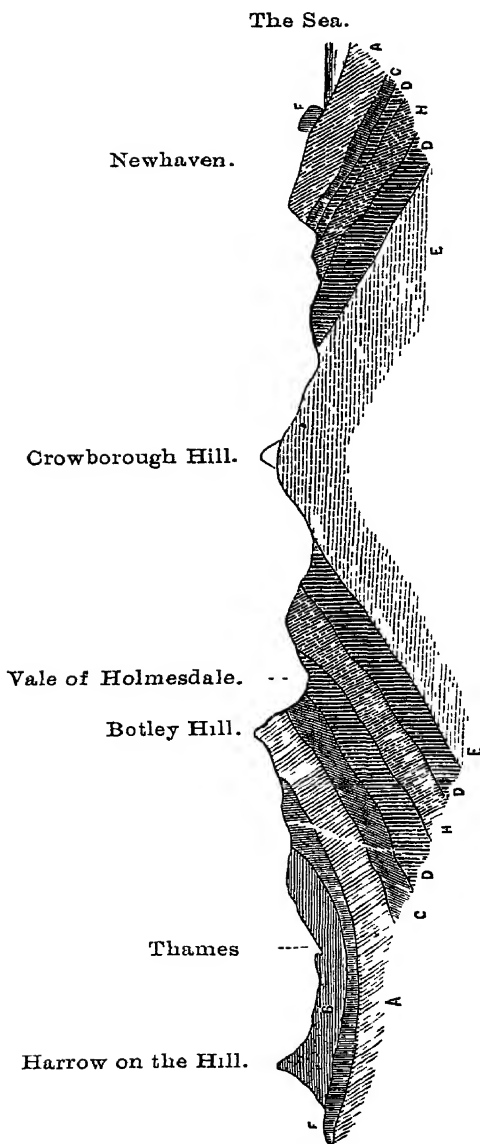 The Sea.
A
C
D
F
H
D
Newhaven.
E
Crowborough Hill.
Vale of Holmesdale.
Botley Hill.
E
D
H
D
C
Thames
A
Harrow on the Hill.
F